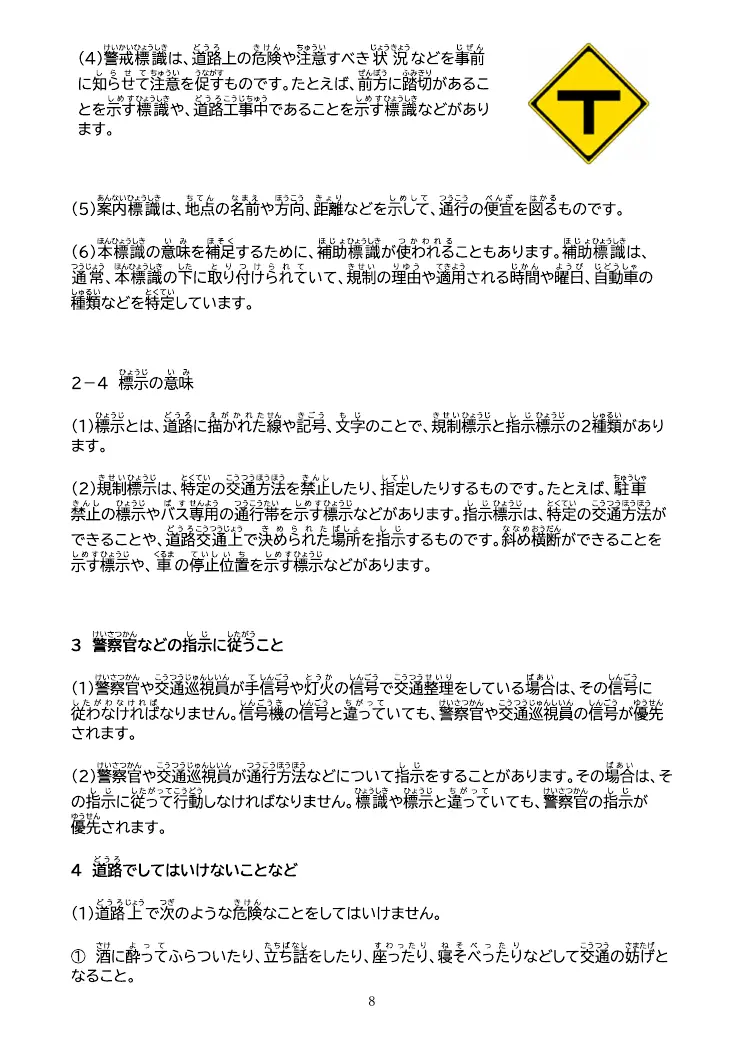 （4）警戒標識は、道路上の危険や注意すべき状況などを事前
に知らせて注意を促すものです。たとえば、前方に踏切があるこ
とを示す標識や、道路工事中であることを示す標識などがあり
ます。
（5）案内標識は、地点の名前や方向、距離などを示して、通行の便宜を図るものです。
（6）本標識の意味を補足するために、補助標識が使われることもあります。補助標識は、
通常、本標識の下に取り付けられていて、規制の理由や適用される時間や曜日、自動車の
種類などを特定しています。
2－4　標示の意味
（1）標示とは、道路に描かれた線や記号、文字のことで、規制標示と指示標示の2種類があり
ます。
（2）規制標示は、特定の交通方法を禁止したり、指定したりするものです。たとえば、駐車
禁止の標示やバス専用の通行帯を示す標示などがあります。指示標示は、特定の交通方法が
できることや、道路交通上で決められた場所を指示するものです。斜め横断ができることを
示す標示や、車の停止位置を示す標示などがあります。
3　警察官などの指示に従うこと
（1）警察官や交通巡視員が手信号や灯火の信号で交通整理をしている場合は、その信号に
従わなければなりません。信号機の信号と違っていても、警察官や交通巡視員の信号が優先
されます。
（2）警察官や交通巡視員が通行方法などについて指示をすることがあります。その場合は、そ
の指示に従って行動しなければなりません。標識や標示と違っていても、警察官の指示が
優先されます。
4　道路でしてはいけないことなど
（1）道路上で次のような危険なことをしてはいけません。
①　酒に酔ってふらついたり、立ち話をしたり、座ったり、寝そべったりなどして交通の妨げと
なること。
8